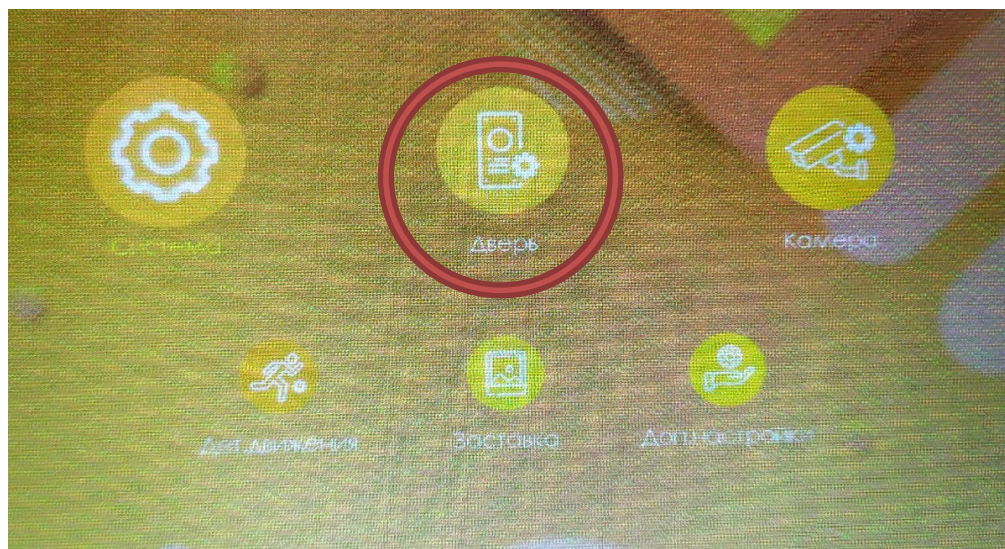 Система
Дверь
Камера
Дет.движения
Заставка
Доп.настройки